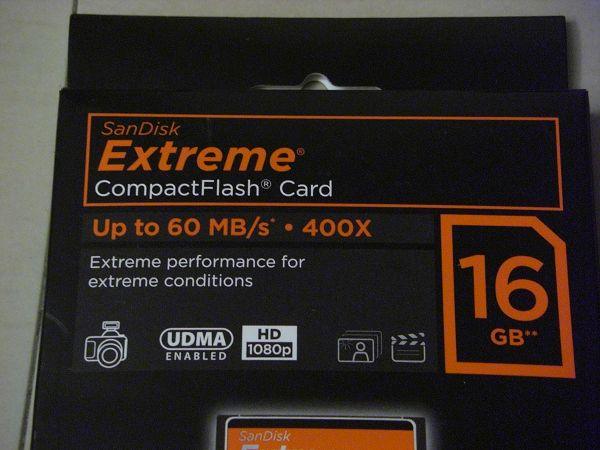 SanDisk
Extreme®
CompactFlash® Card
Up to 60 MB/s* • 400X
Extreme performance for
extreme conditions
16
GB**
UDMA
ENABLED
HD
1080p
SanDisk